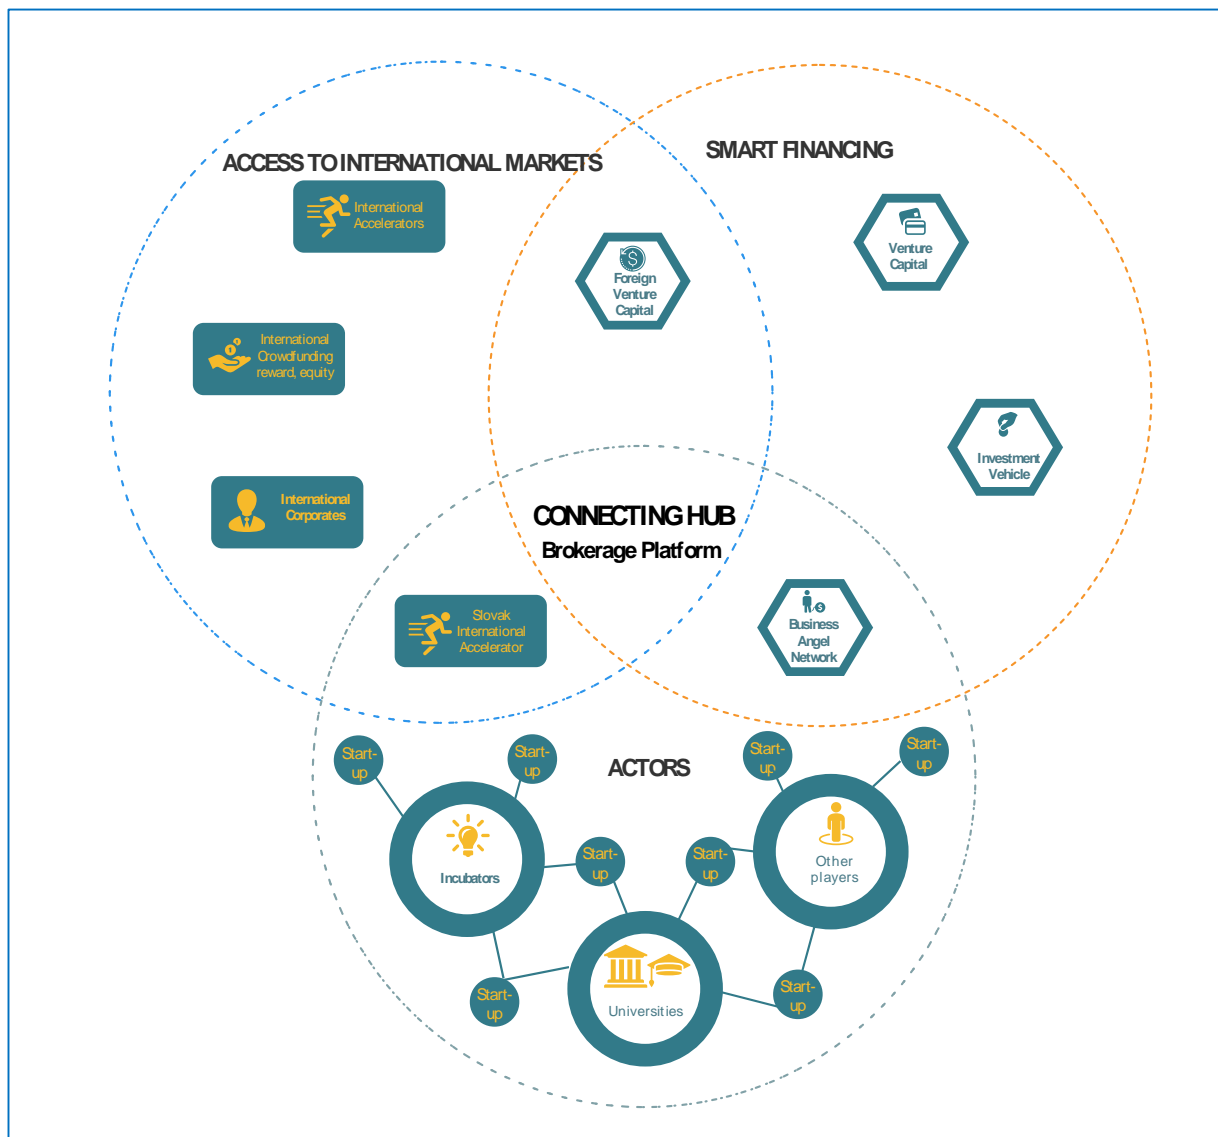 ACCESS TO INTERNATIONAL MARKETS
SMART FINANCING
International
Accelerators
Foreign
Venture
Capital
Venture
Capital
International
Crowdfunding
reward, equity
International
Corporates
Investment
Vehicle
CONNECTING HUB
Brokerage Platform
Slovak
International
Accelerator
Business
Angel
Network
ACTORS
Start-
up
Start-
up
Start-
up
Start-
up
Incubators
Start-
up
Start-
up
Other
players
Start-
up
Universities
Start-
up